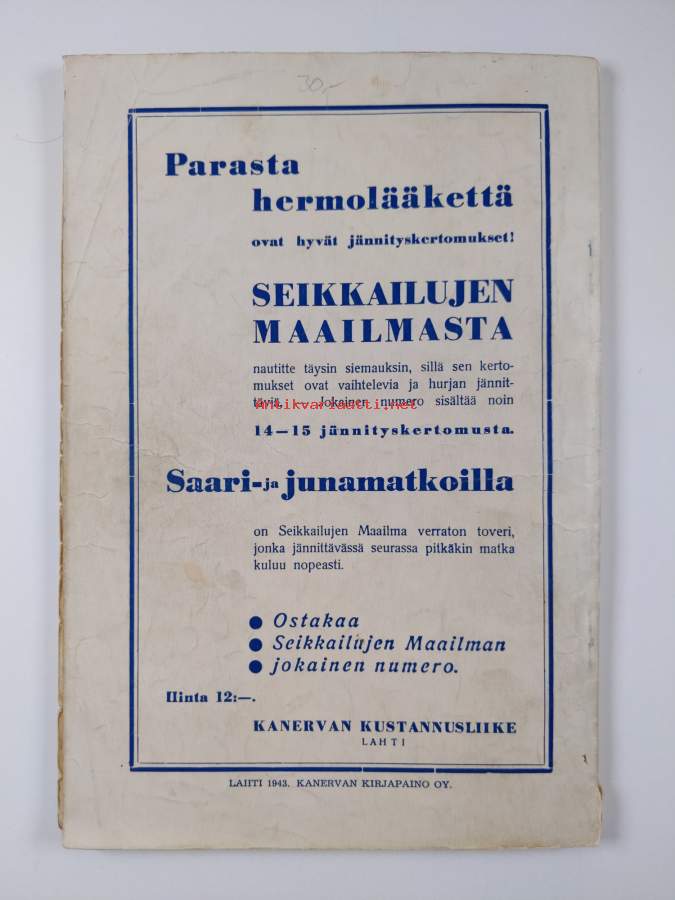 30,-
Parasta
hermolääkettä
ovat hyvät jännityskertomukset!
SEIKKAILUJEN
MAAILMASTA
nautitte täysin siemauksin, sillä sen kerto-
mukset ovat vaihtelevia ja hurjan jännit-
täviä. — Jokainen numero sisältää noin
Antikvariaatti.net
14—15 jännityskertomusta.
Saari- ja junamatkoilla
on Seikkailujen Maailma verraton toveri,
jonka jännittävässä seurassa pitkäkin matka
kuluu nopeasti.
● Ostakaa
● Seikkailujen Maailman
● jokainen numero.
Hinta 12:—.
KANERVAN KUSTANNUSLIIKE
LAHTI
LAHTI 1943. KANERVAN KIRJAPAINO OY.